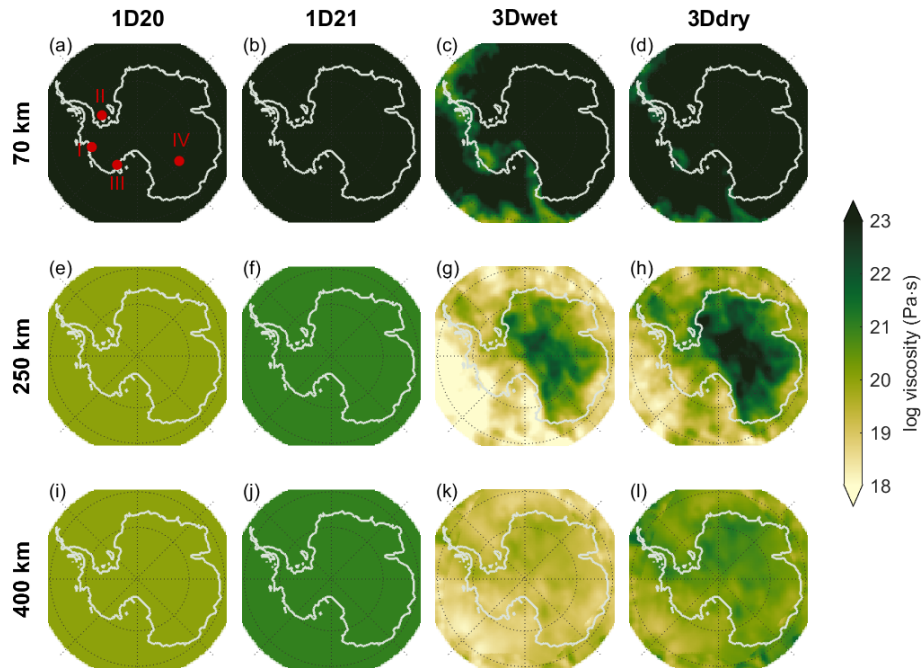 1D20 1D21 3Dwet 3Ddry
70 km
(a) (b) (c) (d)
II
I
IV
III
250 km
(e) (f) (g) (h)
400 km
(i) (j) (k) (l)
23
22
21
20
19
18
log viscosity (Pa·s)